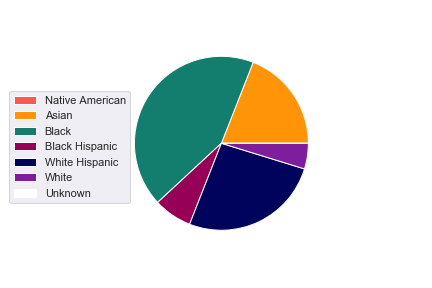 Native American
Asian
Black
Black Hispanic
White Hispanic
White
Unknown